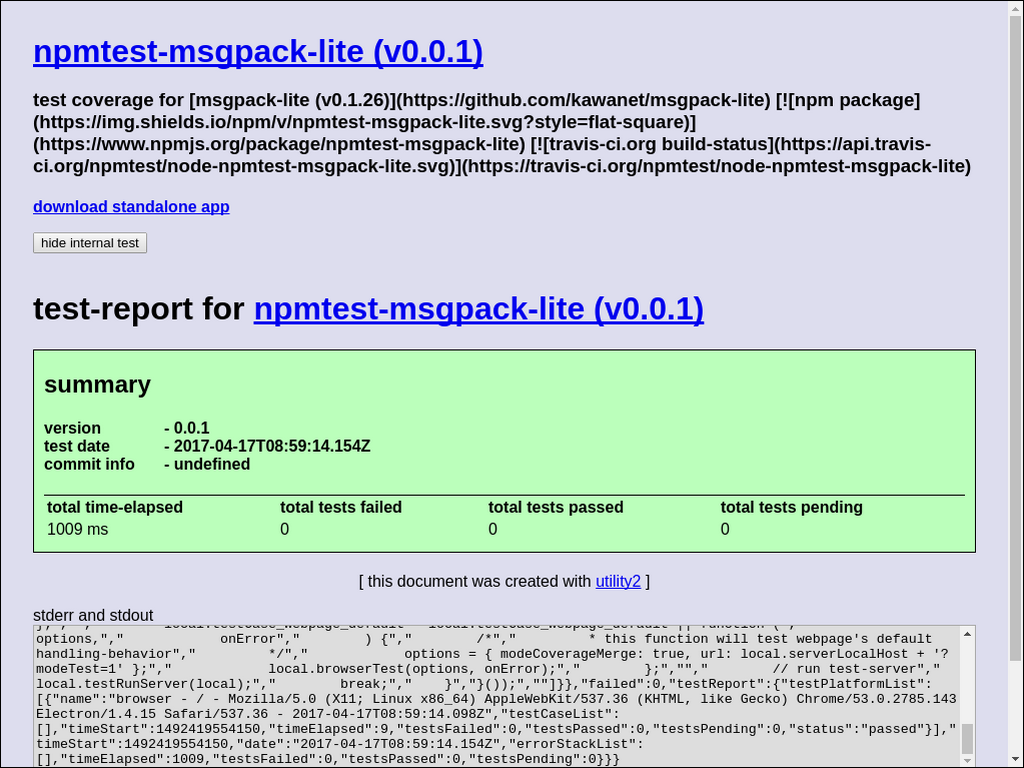 npmtest-msgpack-lite (v0.0.1)
test coverage for [msgpack-lite (v0.1.26)](https://github.com/kawanet/msgpack-lite) [![npm package]
(https://img.shields.io/npm/v/npmtest-msgpack-lite.svg?style=flat-square)]
(https://www.npmjs.org/package/npmtest-msgpack-lite) [![travis-ci.org build-status](https://api.travis-
ci.org/npmtest/node-npmtest-msgpack-lite.svg)](https://travis-ci.org/npmtest/node-npmtest-msgpack-lite)
download standalone app
hide internal test
test-report for npmtest-msgpack-lite (v0.0.1)
summary
version - 0.0.1
test date - 2017-04-17T08:59:14.154Z
commit info - undefined
total time-elapsed total tests failed total tests passed total tests pending
1009 ms 0 0 0
[ this document was created with utility2 ]
stderr and stdout
options,","            onError","        ) {","        /*","         * this function will test webpage's default
handling-behavior","         */","            options = { modeCoverageMerge: true, url: local.serverLocalHost + '?
modeTest=1' };","            local.browserTest(options, onError);","        };","","        // run test-server","
local.testRunServer(local);","        break;","    }","}());",""]}},"failed":0,"testReport":{"testPlatformList":
[{"name":"browser - / - Mozilla/5.0 (X11; Linux x86_64) AppleWebKit/537.36 (KHTML, like Gecko) Chrome/53.0.2785.143
Electron/1.4.15 Safari/537.36 - 2017-04-17T08:59:14.098Z","testCaseList":
[],"timeStart":1492419554150,"timeElapsed":9,"testsFailed":0,"testsPassed":0,"testsPending":0,"status":"passed"}],"
timeStart":1492419554150,"date":"2017-04-17T08:59:14.154Z","errorStackList":
[],"timeElapsed":1009,"testsFailed":0,"testsPassed":0,"testsPending":0}}}